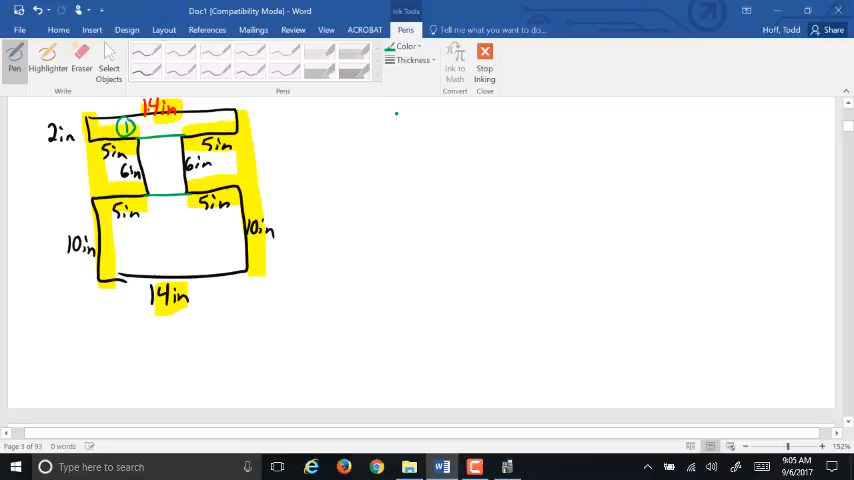 Doc1 [Compatibility Mode] - Word
Ink Tools
File Home Insert Design Layout References Mailings Review View ACROBAT Pens Tell me what you want to do... Hoff, Todd Share
Pen Highlighter Eraser Select Objects
Color
Thickness
Ink to Math
Stop Inking
Write Pens Convert Close
14in
1
2in
5in 5in
6in 6in
5in 5in
10in 10in
14in
Page 3 of 93 0 words 152%
Type here to search
9:05 AM
9/6/2017